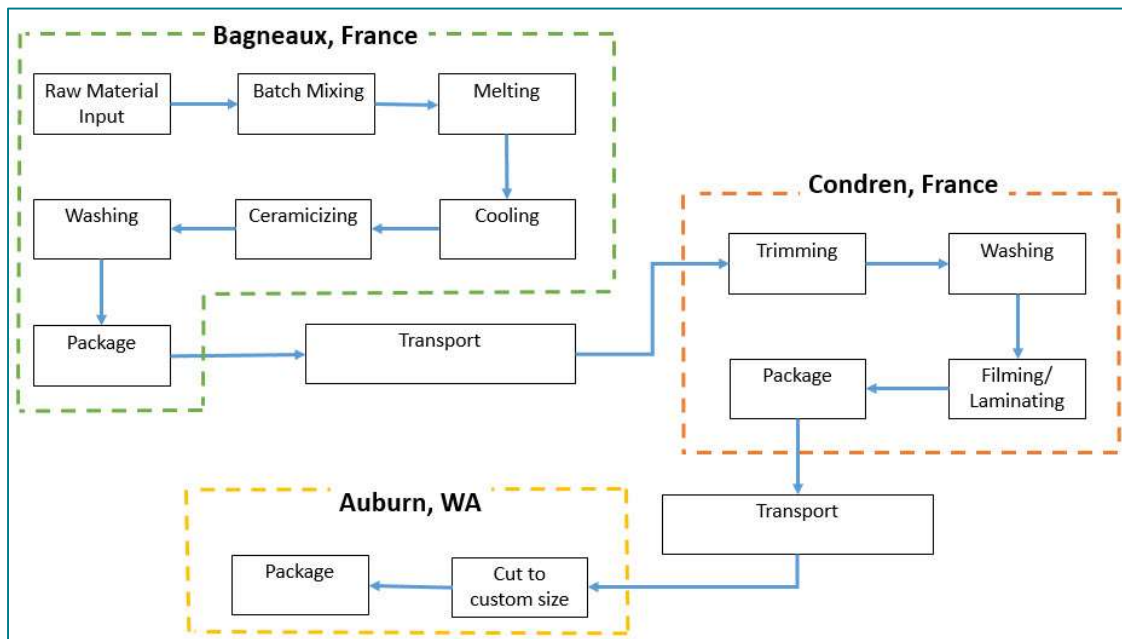 Bagneaux, France
Raw Material
Input
Batch Mixing
Melting
Washing
Ceramicizing
Cooling
Package
Transport
Condren, France
Trimming
Washing
Package
Filming/
Laminating
Transport
Auburn, WA
Package
Cut to
custom size